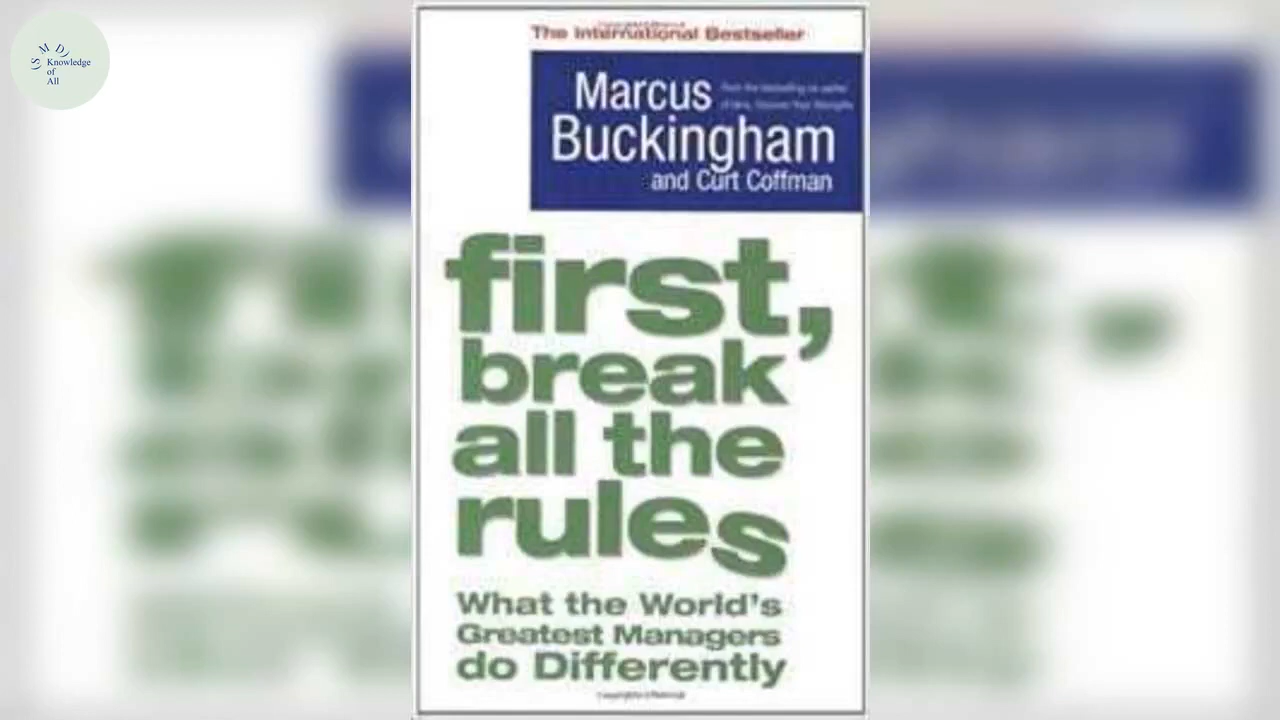 S M D
Knowledge
of
All
The International Bestseller
Marcus
Buckingham
and Curt Coffman
first,
break
all the
rules
What the World's
Greatest Managers
do Differently